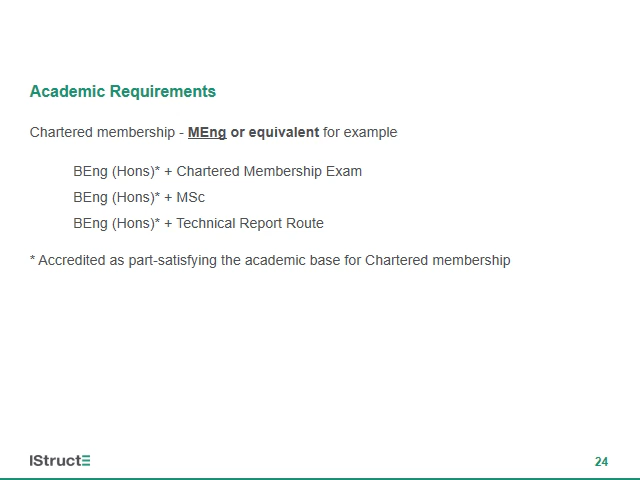 Academic Requirements
Chartered membership - MEng or equivalent for example
BEng (Hons)* + Chartered Membership Exam
BEng (Hons)* + MSc
BEng (Hons)* + Technical Report Route
* Accredited as part-satisfying the academic base for Chartered membership
IStructE
24